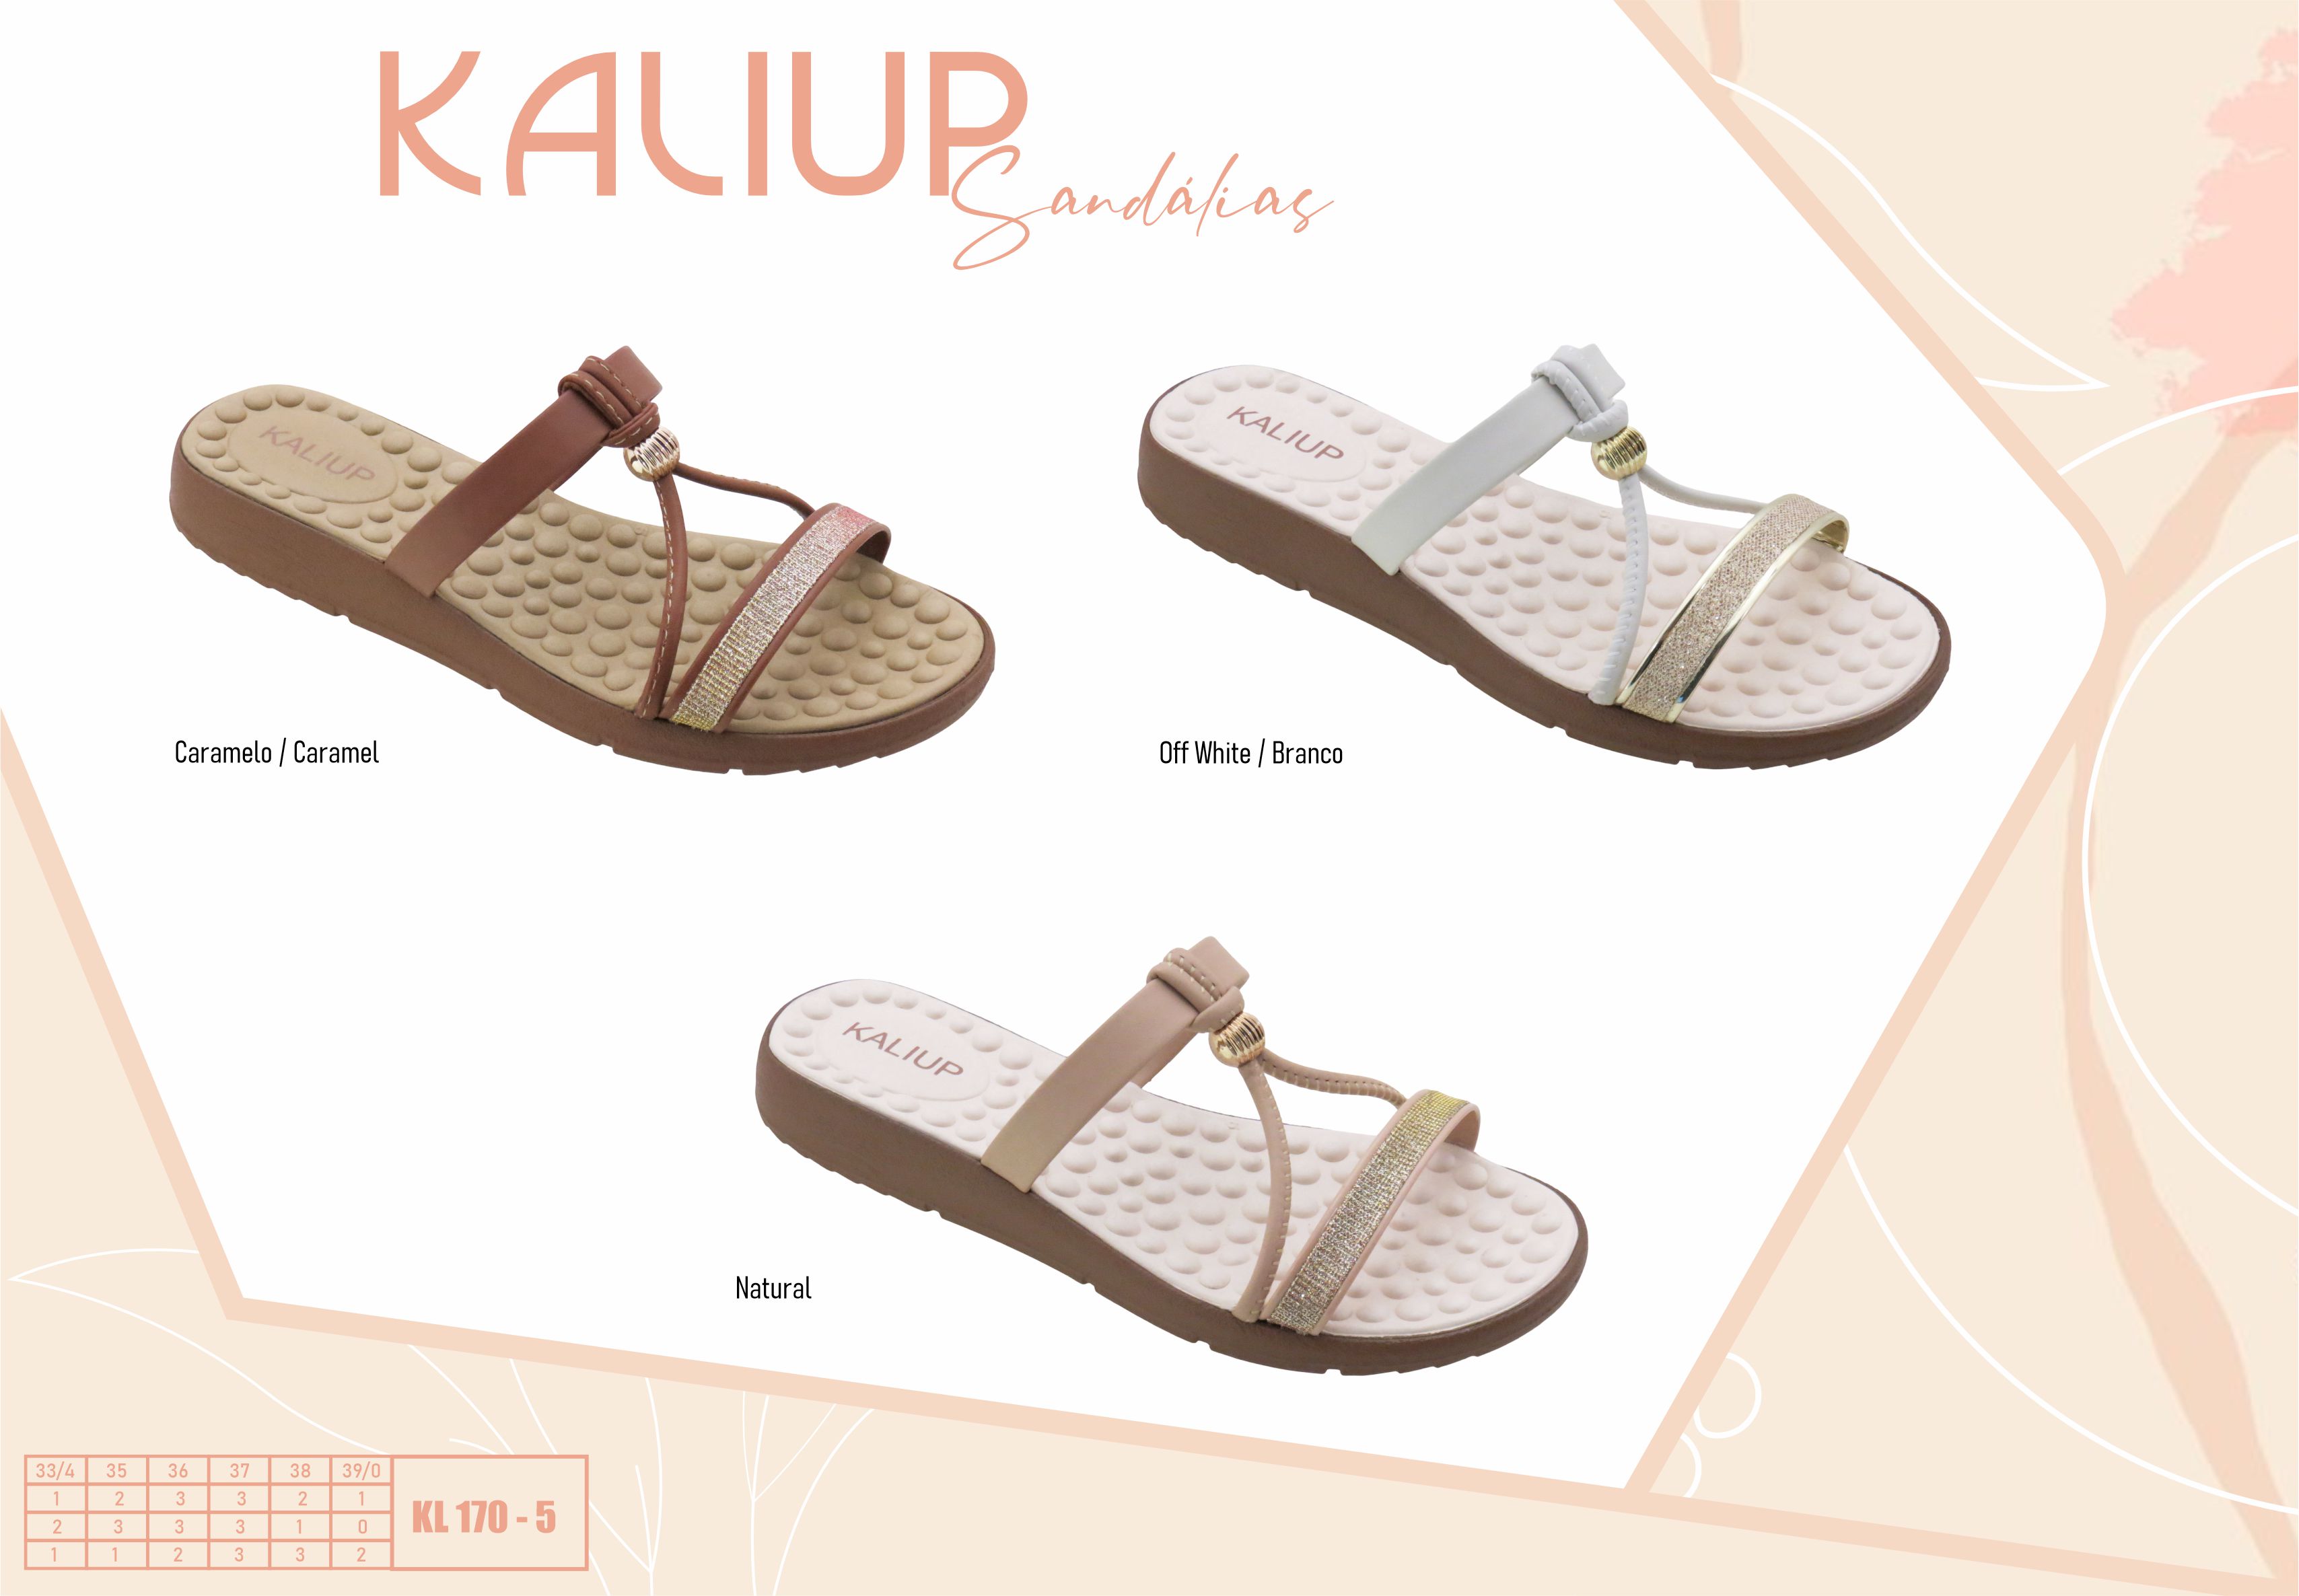 KALIUP
Sandálias
KALIUP
KALIUP
Caramelo / Caramel
Off White / Branco
KALIUP
Natural
33/4 35 36 37 38 39/0
1 2 3 3 2 1
2 3 3 3 1 0
1 1 2 3 3 2
KL 170 - 5